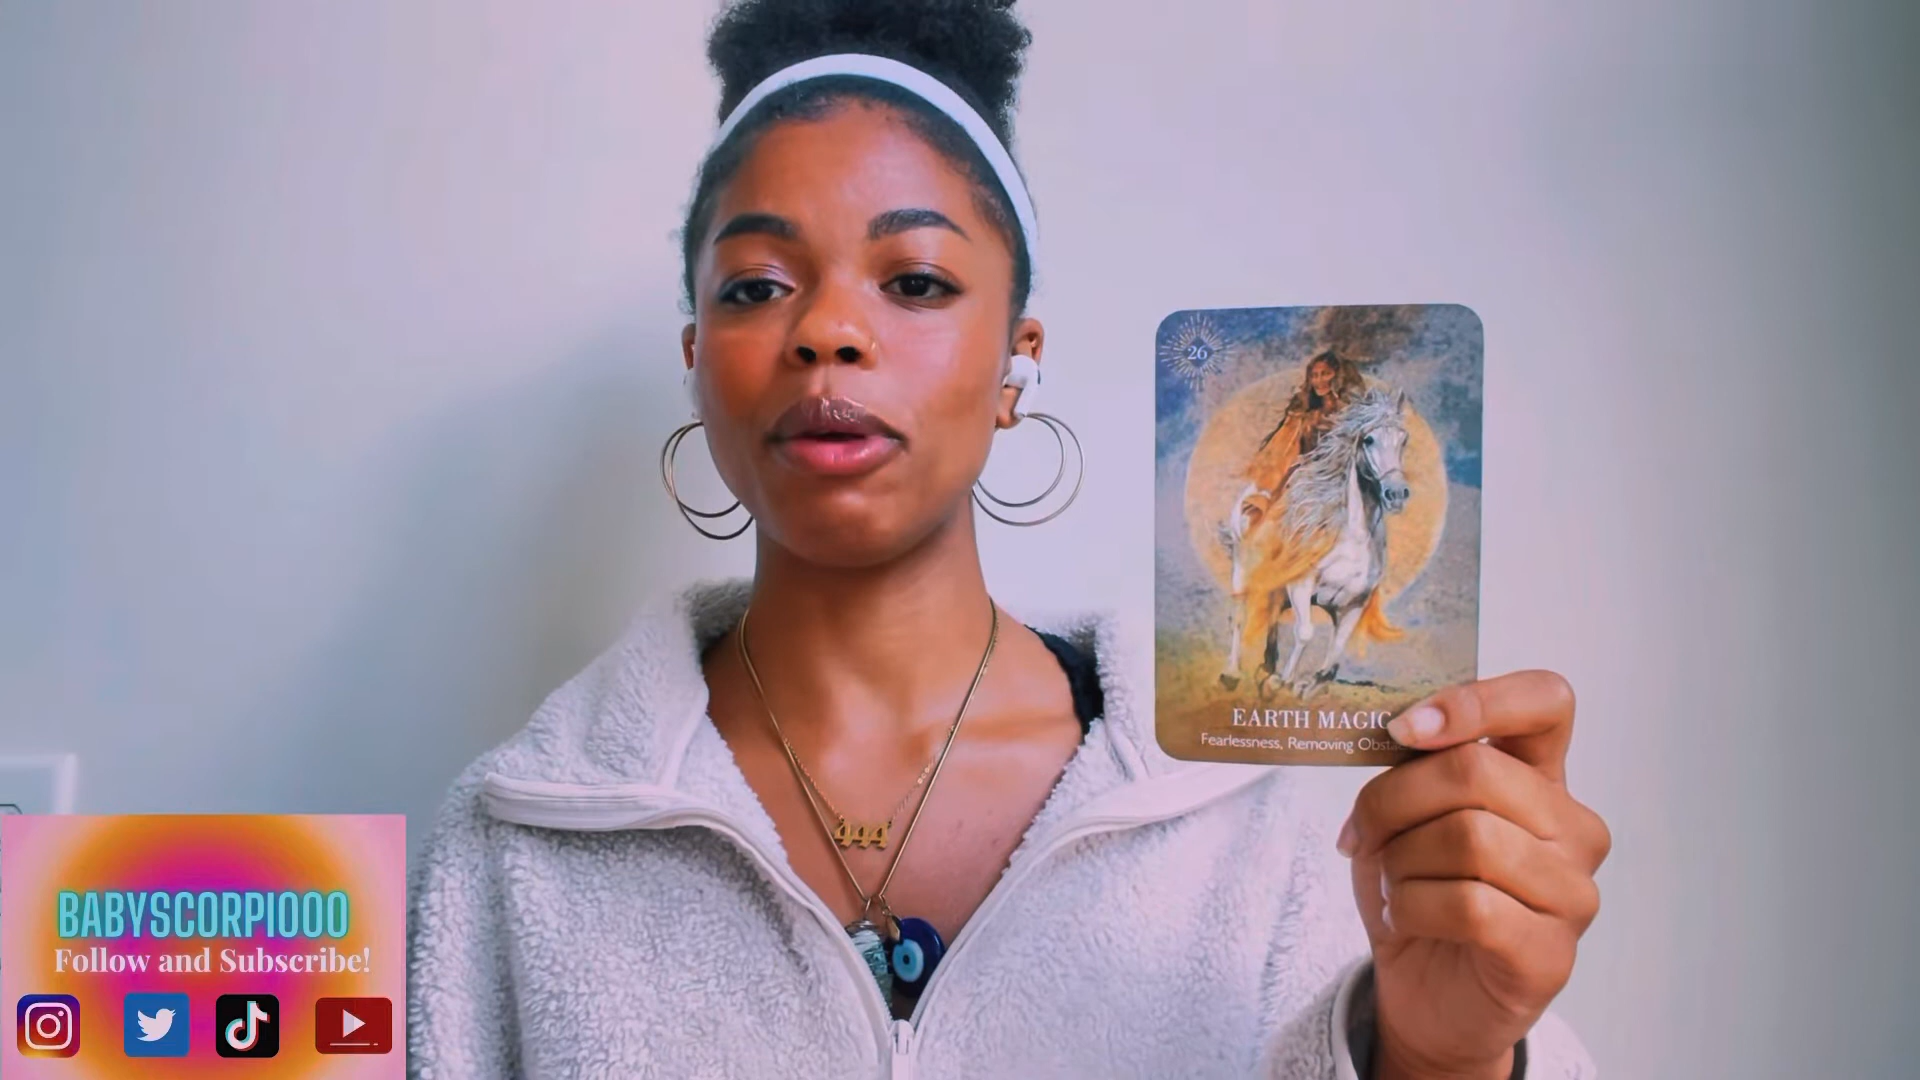 26
EARTH MAGIC
Fearlessness, Removing
444
BABYSCORPIOOO
Follow and Subscribe!